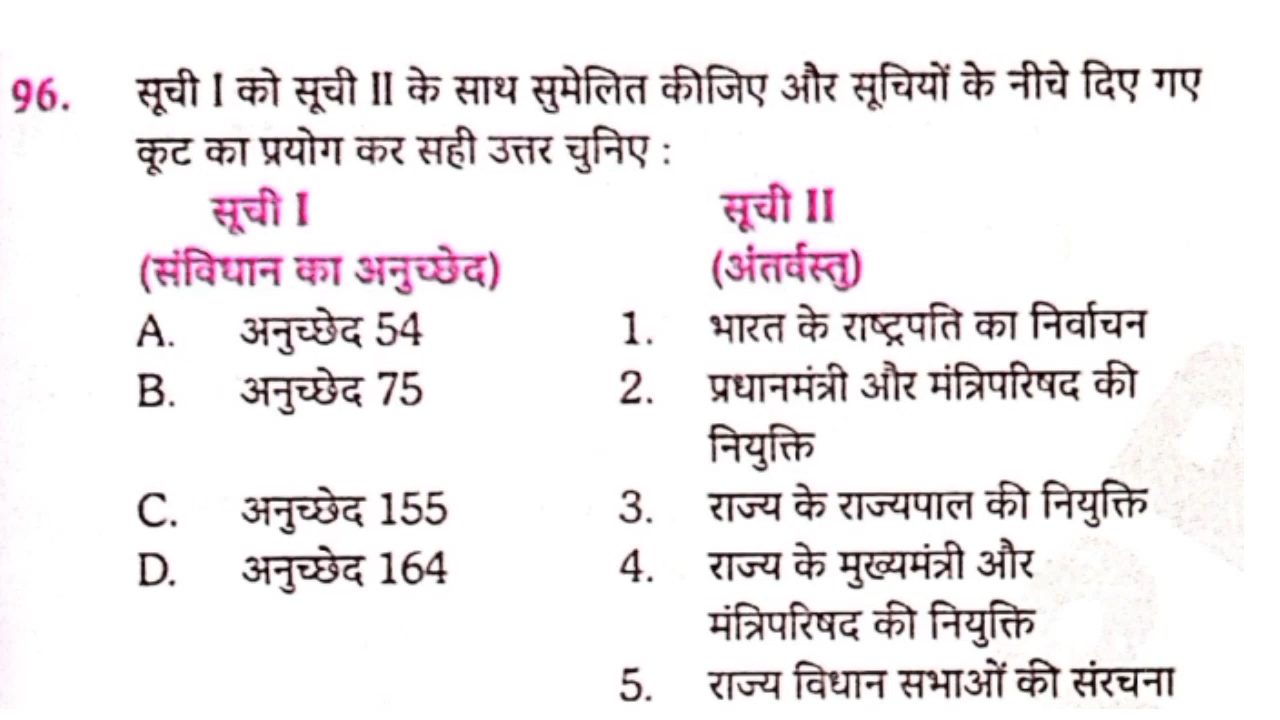 96. सूची I को सूची II के साथ सुमेलित कीजिए और सूचियों के नीचे दिए गए
कूट का प्रयोग कर सही उत्तर चुनिए :
सूची I सूची II
(संविधान का अनुच्छेद) (अंतर्वस्तु)
A. अनुच्छेद 54 1. भारत के राष्ट्रपति का निर्वाचन
B. अनुच्छेद 75 2. प्रधानमंत्री और मंत्रिपरिषद की
नियुक्ति
C. अनुच्छेद 155 3. राज्य के राज्यपाल की नियुक्ति
D. अनुच्छेद 164 4. राज्य के मुख्यमंत्री और
मंत्रिपरिषद की नियुक्ति
5. राज्य विधान सभाओं की संरचना